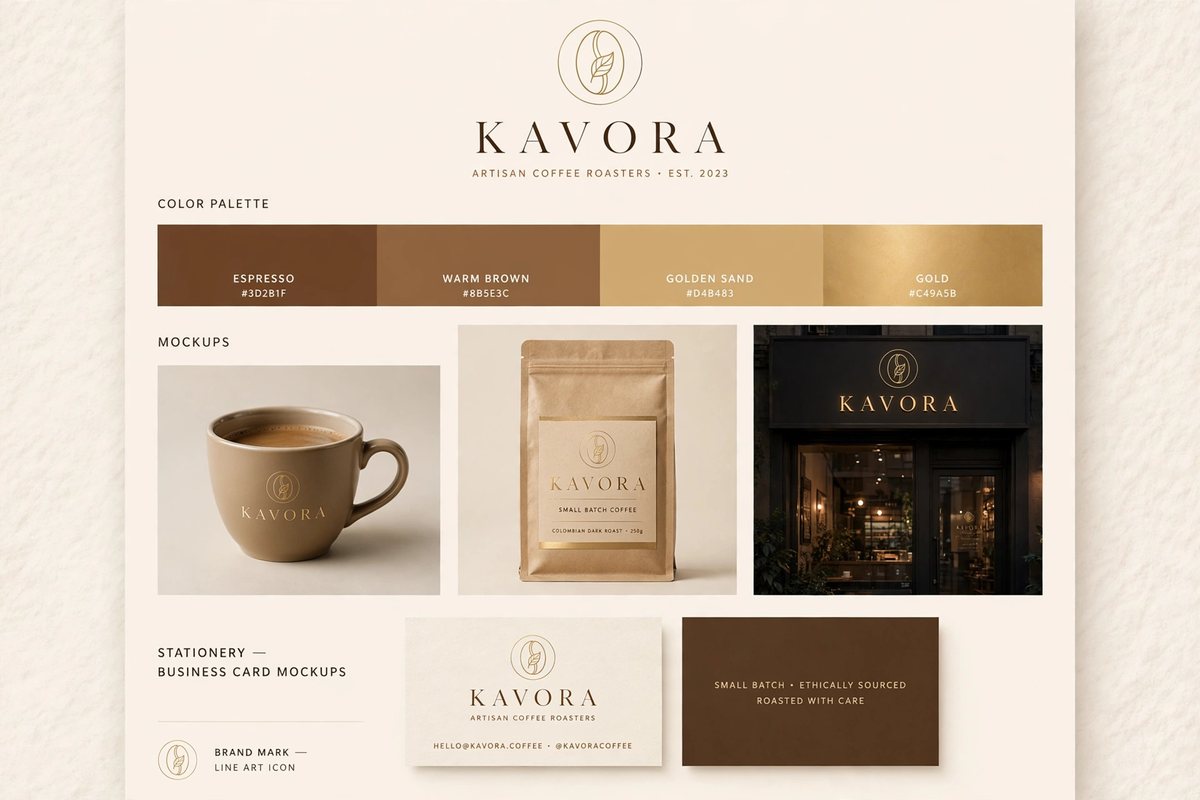 KAVORA
ARTISAN COFFEE ROASTERS • EST. 2023
COLOR PALETTE
ESPRESSO
#3D2B1F
WARM BROWN
#8B5E3C
GOLDEN SAND
#D4B483
GOLD
#C49A5B
MOCKUPS
KAVORA
KAVORA
SMALL BATCH COFFEE
COLOMBIAN DARK ROAST • 250g
KAVORA
KAVORA
STATIONERY —
BUSINESS CARD MOCKUPS
KAVORA
ARTISAN COFFEE ROASTERS
HELLO@KAVORA.COFFEE • @KAVORACOFFEE
SMALL BATCH • ETHICALLY SOURCED
ROASTED WITH CARE
BRAND MARK —
LINE ART ICON